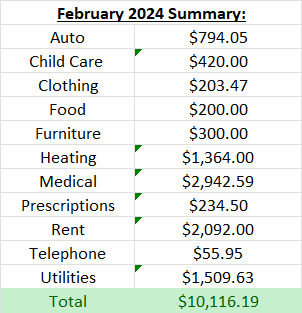 February 2024 Summary:
Auto $794.05
Child Care $420.00
Clothing $203.47
Food $200.00
Furniture $300.00
Heating $1,364.00
Medical $2,942.59
Prescriptions $234.50
Rent $2,092.00
Telephone $55.95
Utilities $1,509.63
Total $10,116.19